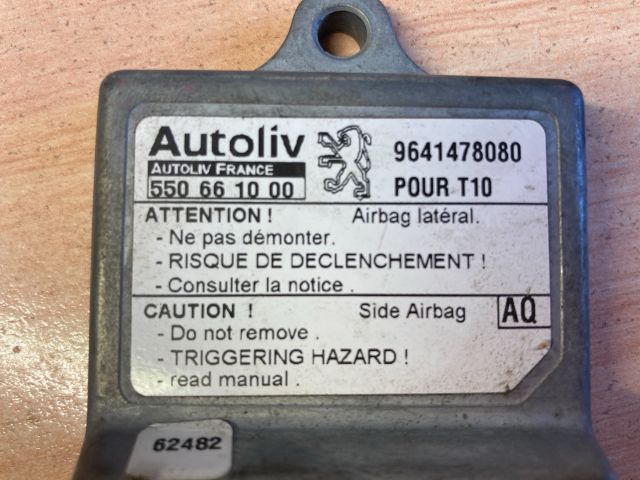 Autoliv
AUTOLIV FRANCE
550 66 10 00
9641478080
POUR T10
ATTENTION ! Airbag latéral.
- Ne pas démonter.
- RISQUE DE DECLENCHEMENT !
- Consulter la notice .
CAUTION ! Side Airbag AQ
- Do not remove .
- TRIGGERING HAZARD !
- read manual .
62482